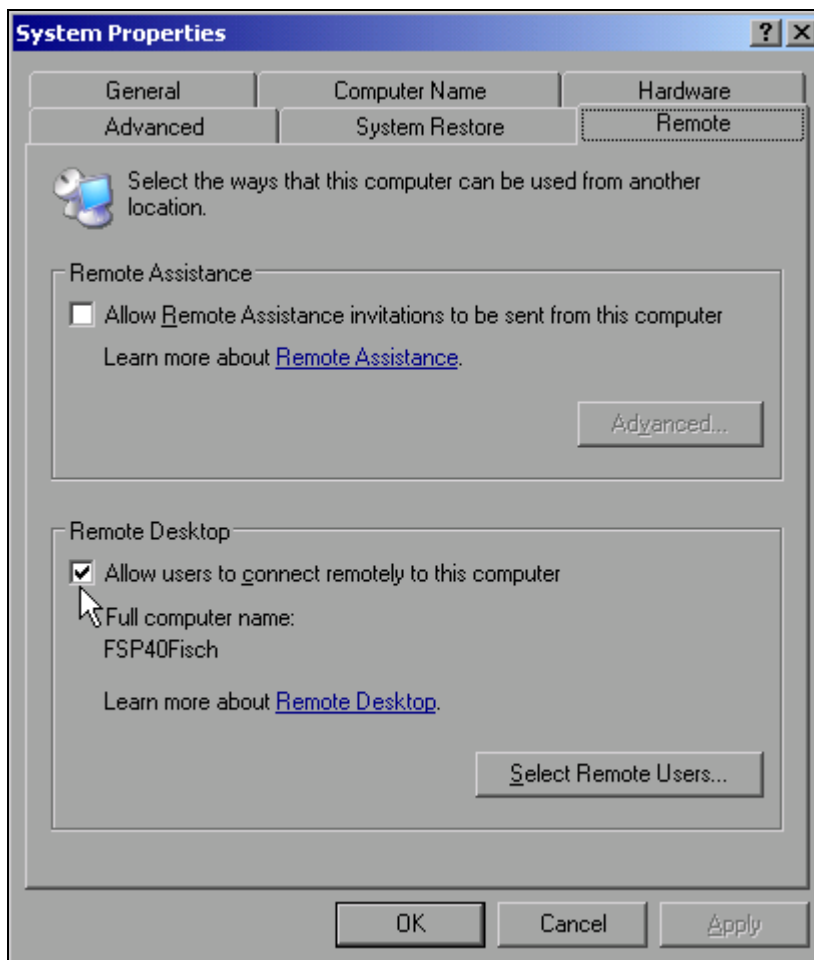 System Properties
General Computer Name Hardware
Advanced System Restore Remote
Select the ways that this computer can be used from another
location.
Remote Assistance
Allow Remote Assistance invitations to be sent from this computer
Learn more about Remote Assistance.
Advanced...
Remote Desktop
Allow users to connect remotely to this computer
Full computer name:
FSP40Fisch
Learn more about Remote Desktop.
Select Remote Users...
OK Cancel Apply